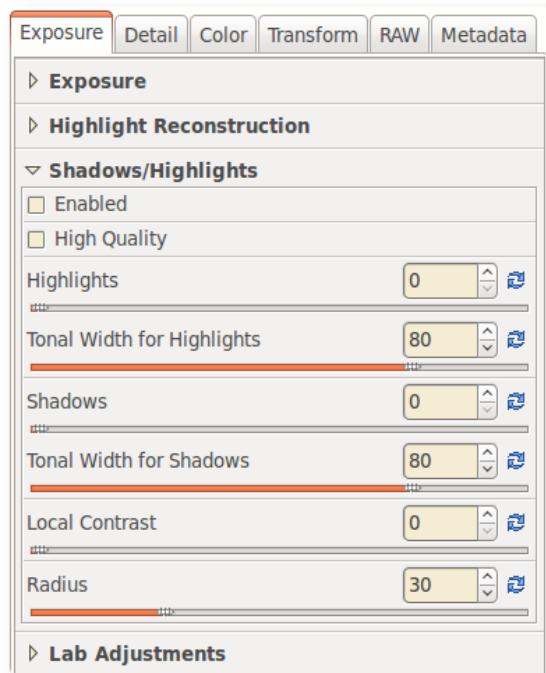 Exposure Detail Color Transform RAW Metadata
Exposure
Highlight Reconstruction
Shadows/Highlights
Enabled
High Quality
Highlights 0
Tonal Width for Highlights 80
Shadows 0
Tonal Width for Shadows 80
Local Contrast 0
Radius 30
Lab Adjustments